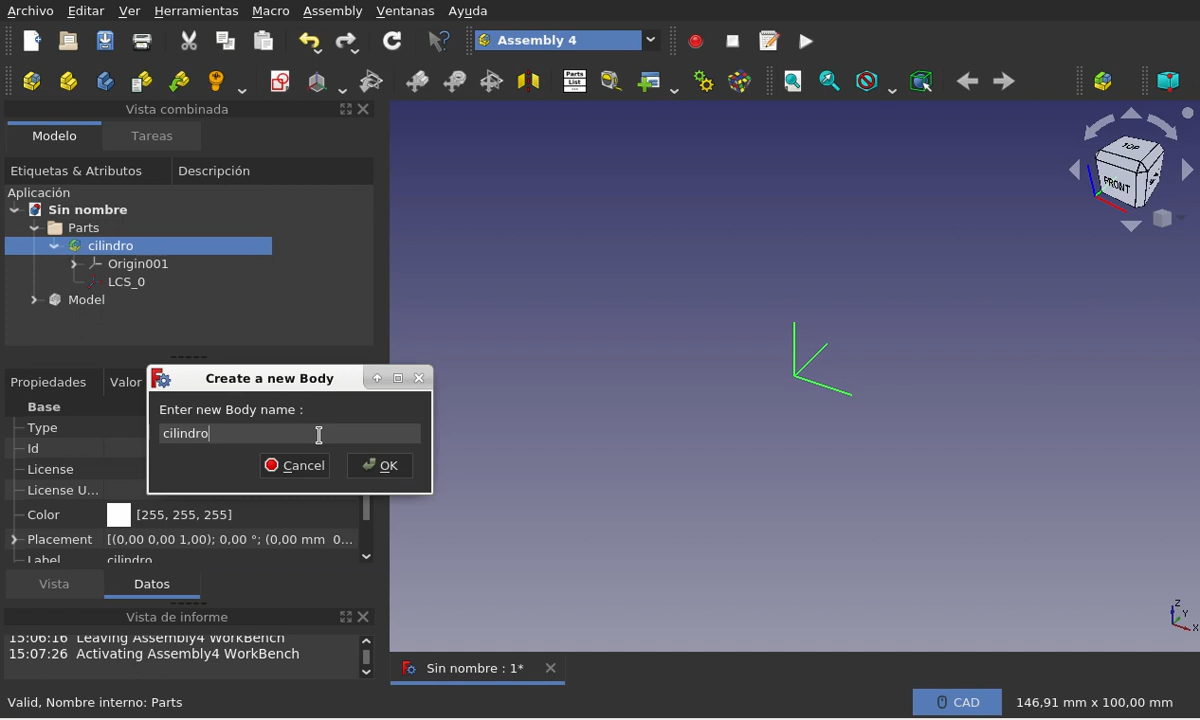 Archivo Editar Ver Herramientas Macro Assembly Ventanas Ayuda
Assembly 4
Parts List
Vista combinada
Modelo Tareas
Etiquetas & Atributos Descripción
Aplicación
Sin nombre
Parts
cilindro
Origin001
LCS_0
Model
TOP
FRONT
Propiedades Valor
Base
Type
Id
License
License U...
Color [255, 255, 255]
Placement [(0,00 0,00 1,00); 0,00 °; (0,00 mm 0...
Label cilindro
Create a new Body
Enter new Body name :
cilindro
Cancel OK
Vista Datos
Vista de informe
15:06:16 Leaving Assembly4 WorkBench
15:07:26 Activating Assembly4 WorkBench
Z
Y
X
Sin nombre : 1*
Valid, Nombre interno: Parts
CAD 146,91 mm x 100,00 mm